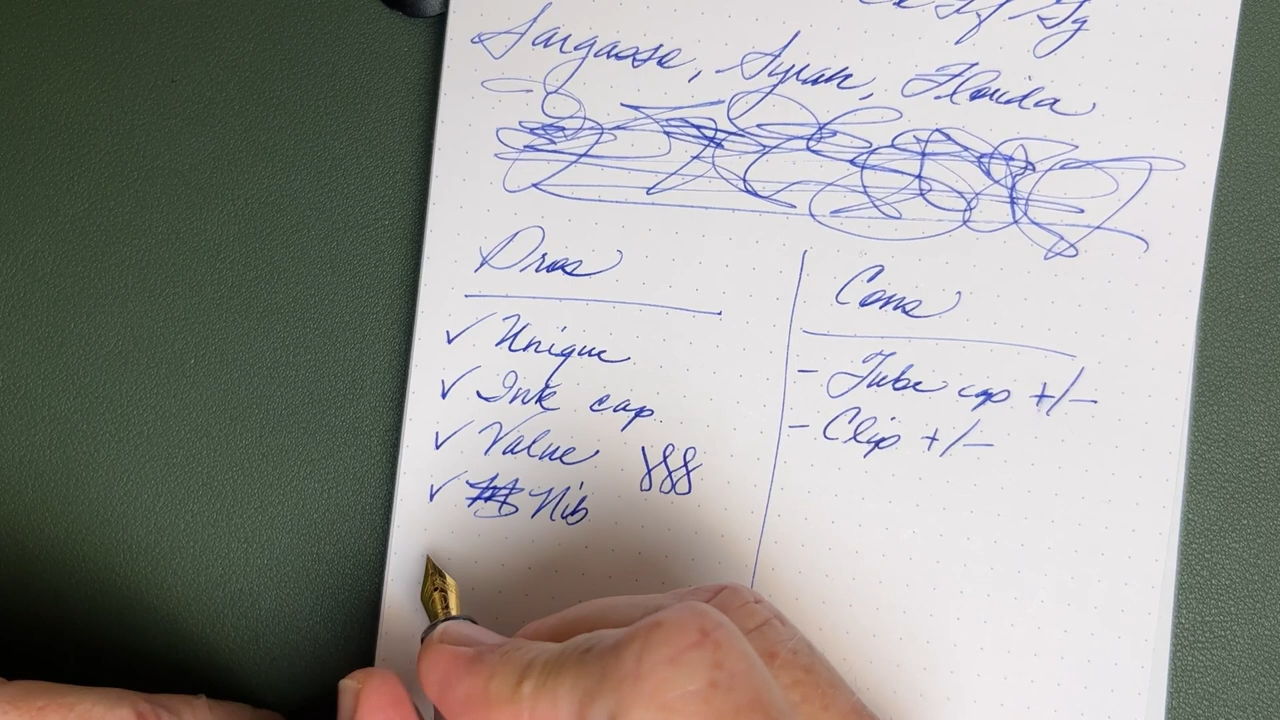 Sargasso, Syrah, Florida
Pros
Cons
✓ Unique
✓ Ink cap.
✓ Value
✓ Nib
- Tube cap +/-
- Clip +/-